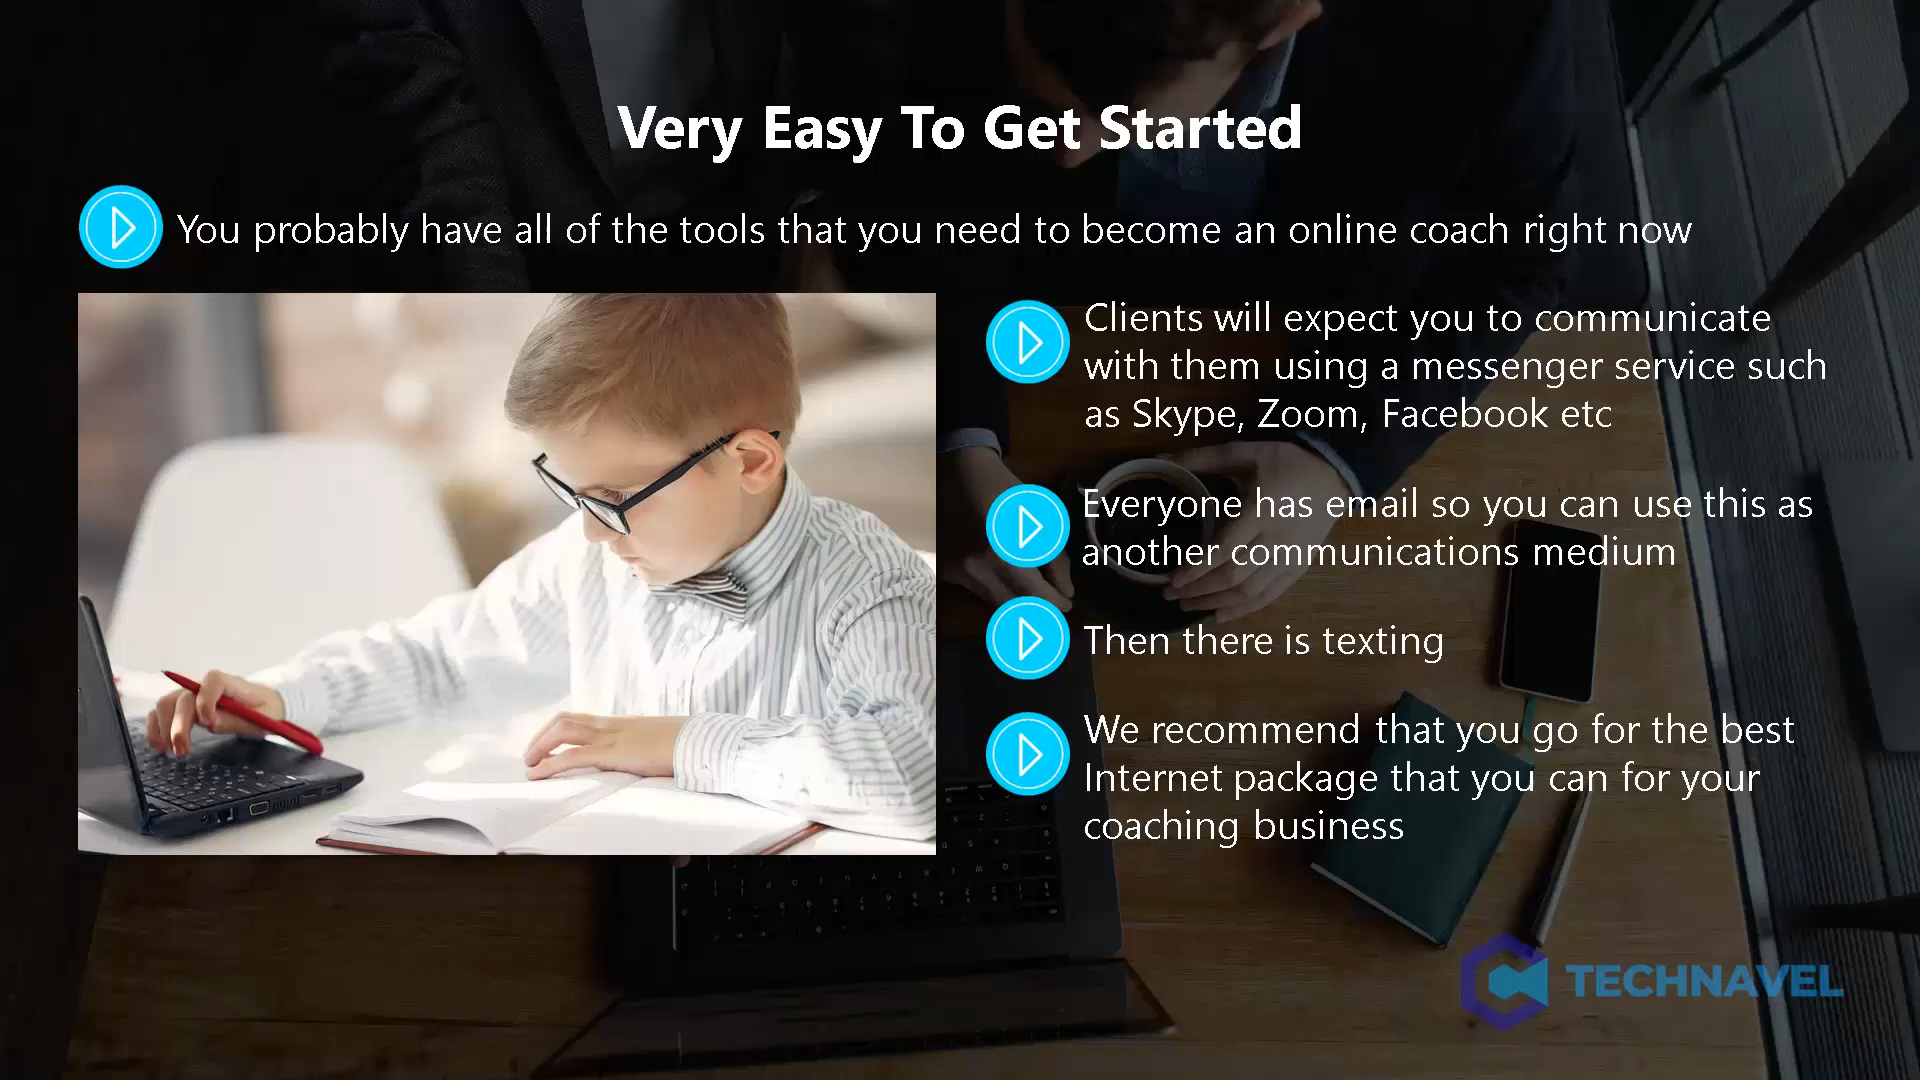 Very Easy To Get Started
You probably have all of the tools that you need to become an online coach right now
Clients will expect you to communicate
with them using a messenger service such
as Skype, Zoom, Facebook etc
Everyone has email so you can use this as
another communications medium
Then there is texting
We recommend that you go for the best
Internet package that you can for your
coaching business
TECHNAVEL